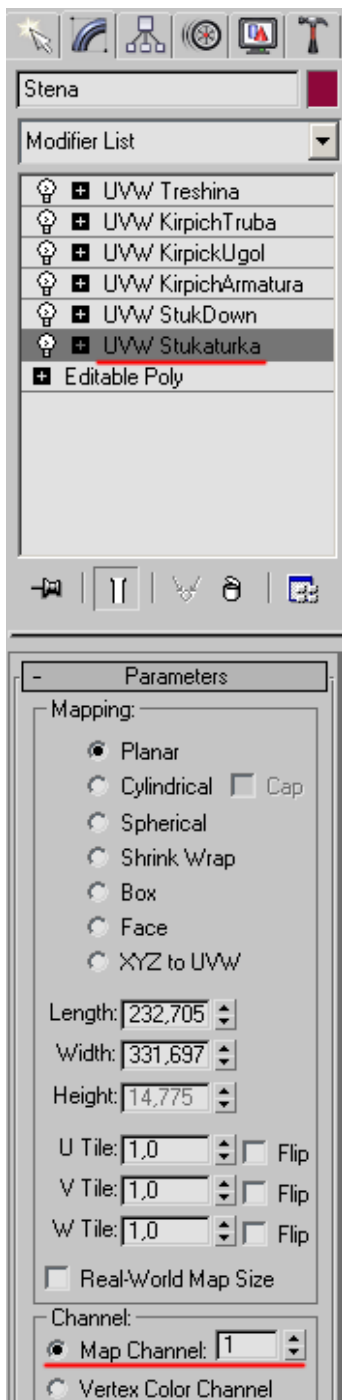 Stena
Modifier List
UVW Treshina
UVW KirpichTruba
UVW KirpickUgol
UVW KirpichArmatura
UVW StukDown
UVW Stukaturka
Editable Poly
- Parameters
Mapping:
Planar
Cylindrical Cap
Spherical
Shrink Wrap
Box
Face
XYZ to UVW
Length: 232,705
Width: 331,697
Height: 14,775
U Tile: 1,0 Flip
V Tile: 1,0 Flip
W Tile: 1,0 Flip
Real-World Map Size
Channel:
Map Channel: 1
Vertex Color Channel